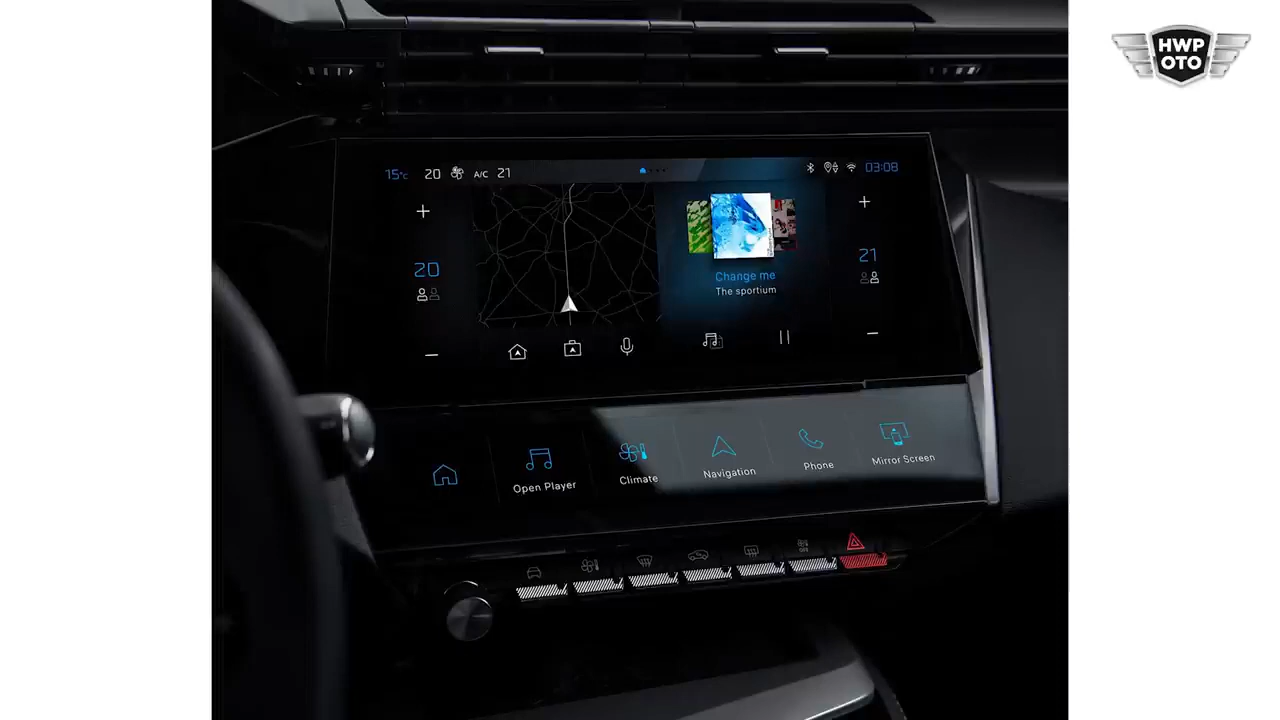 HWP
OTO
15°C 20 A/C 21 03:08
20
21
Change me
The sportium
Open Player
Climate
Navigation
Phone
Mirror Screen